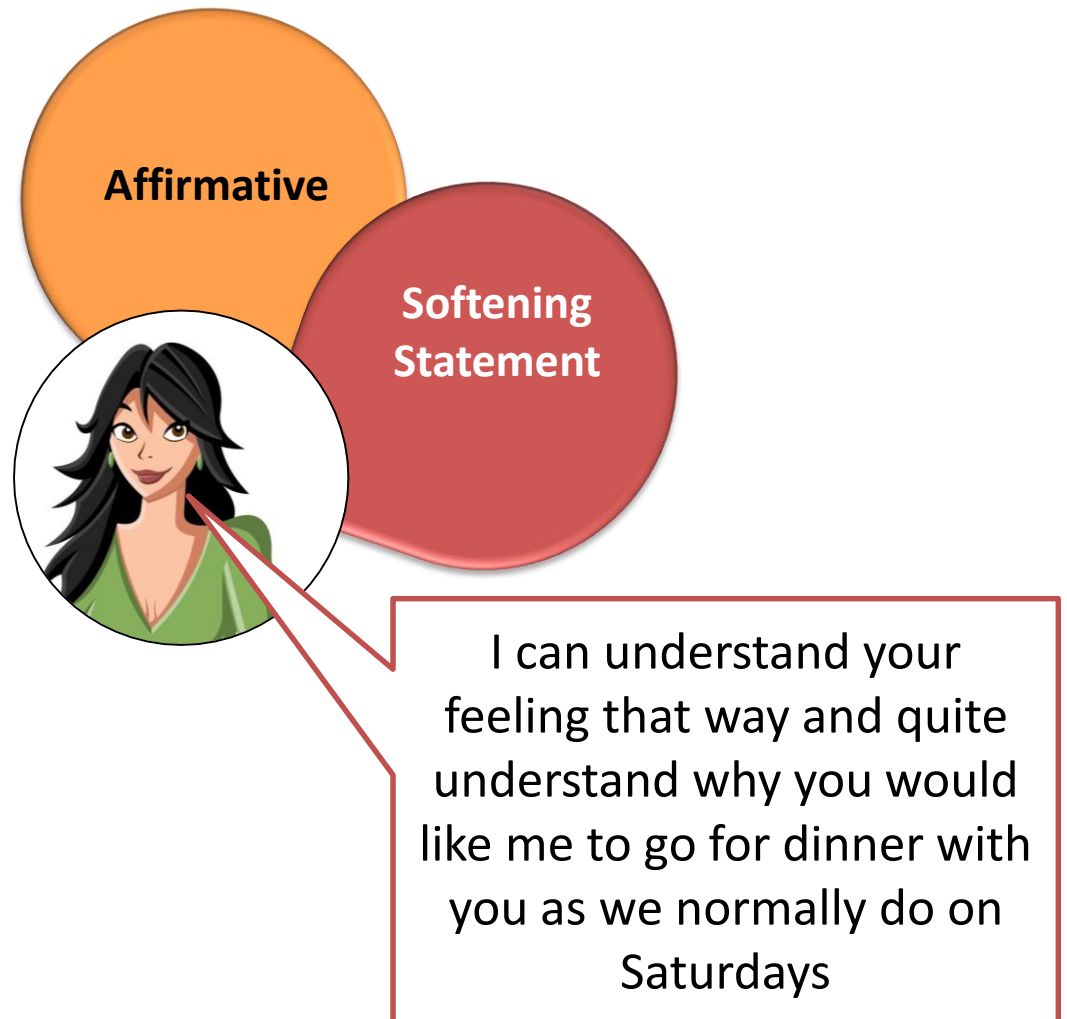 Affirmative
Softening
Statement
I can understand your
feeling that way and quite
understand why you would
like me to go for dinner with
you as we normally do on
Saturdays